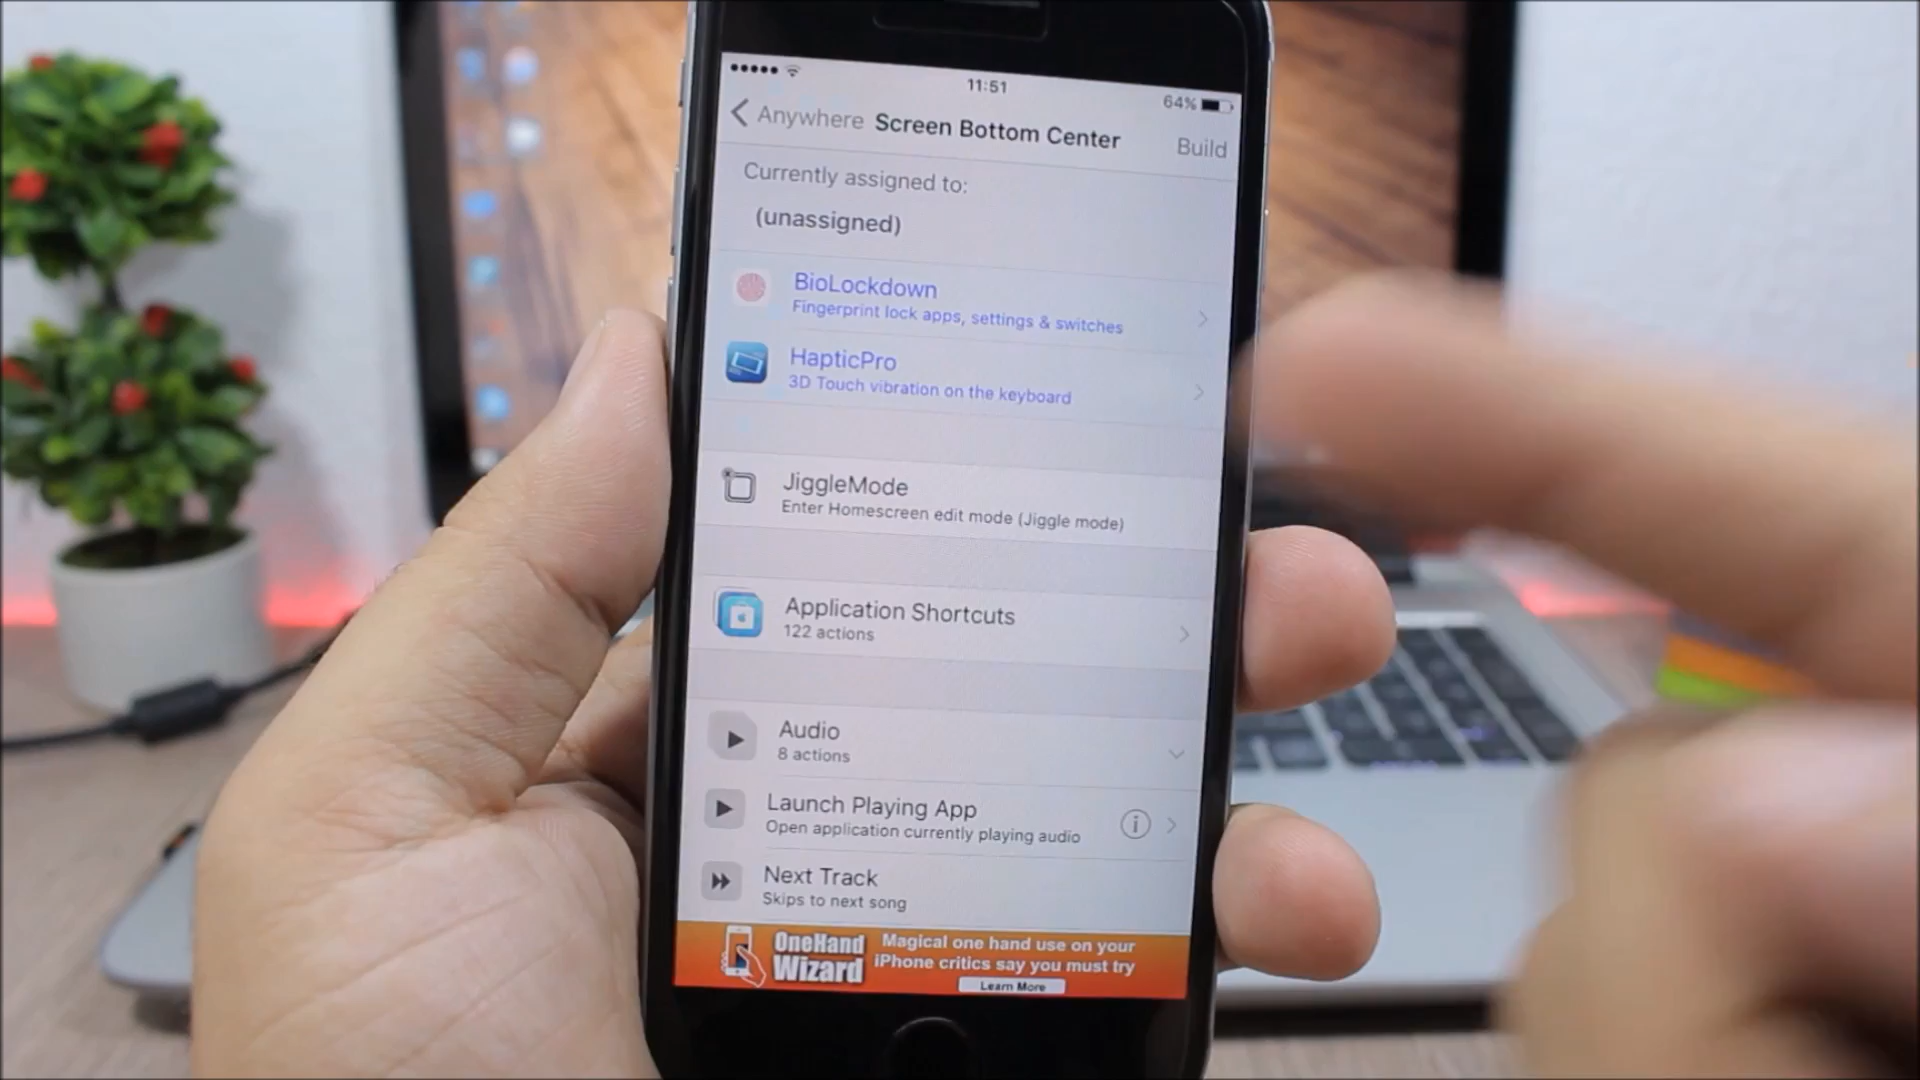 11:51
64%
Anywhere Screen Bottom Center Build
Currently assigned to:
(unassigned)
BioLockdown
Fingerprint lock apps, settings & switches
HapticPro
3D Touch vibration on the keyboard
JiggleMode
Enter Homescreen edit mode (Jiggle mode)
Application Shortcuts
122 actions
Audio
8 actions
Launch Playing App
Open application currently playing audio
Next Track
Skips to next song
OneHand Wizard
Magical one hand use on your
iPhone critics say you must try
Learn More